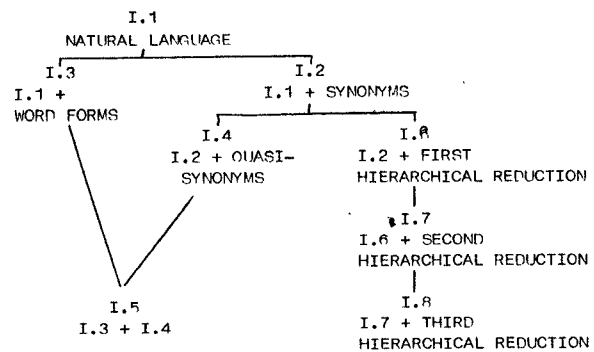 I.1
NATURAL LANGUAGE
I.3
I.1 +
WORD FORMS
I.2
I.1 + SYNONYMS
I.4
I.2 + QUASI-
SYNONYMS
I.6
I.2 + FIRST
HIERARCHICAL REDUCTION
I.7
I.6 + SECOND
HIERARCHICAL REDUCTION
I.8
I.7 + THIRD
HIERARCHICAL REDUCTION
I.5
I.3 + I.4